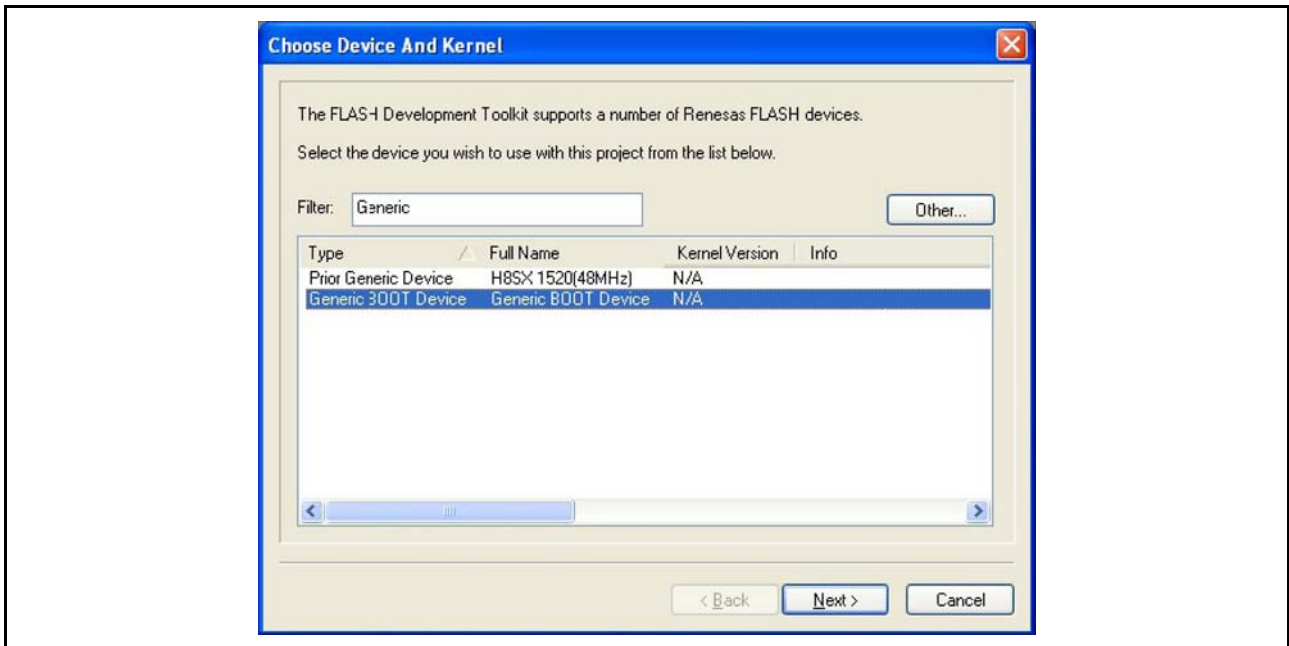 Choose Device And Kernel
The FLASH Development Toolkit supports a number of Renesas FLASH devices.
Select the device you wish to use with this project from the list below.
Filter: Generic Other...
Type Full Name Kernel Version Info
Prior Generic Device H8SX 1520(48MHz) N/A
Generic BOOT Device Generic BOOT Device N/A
< Back Next > Cancel